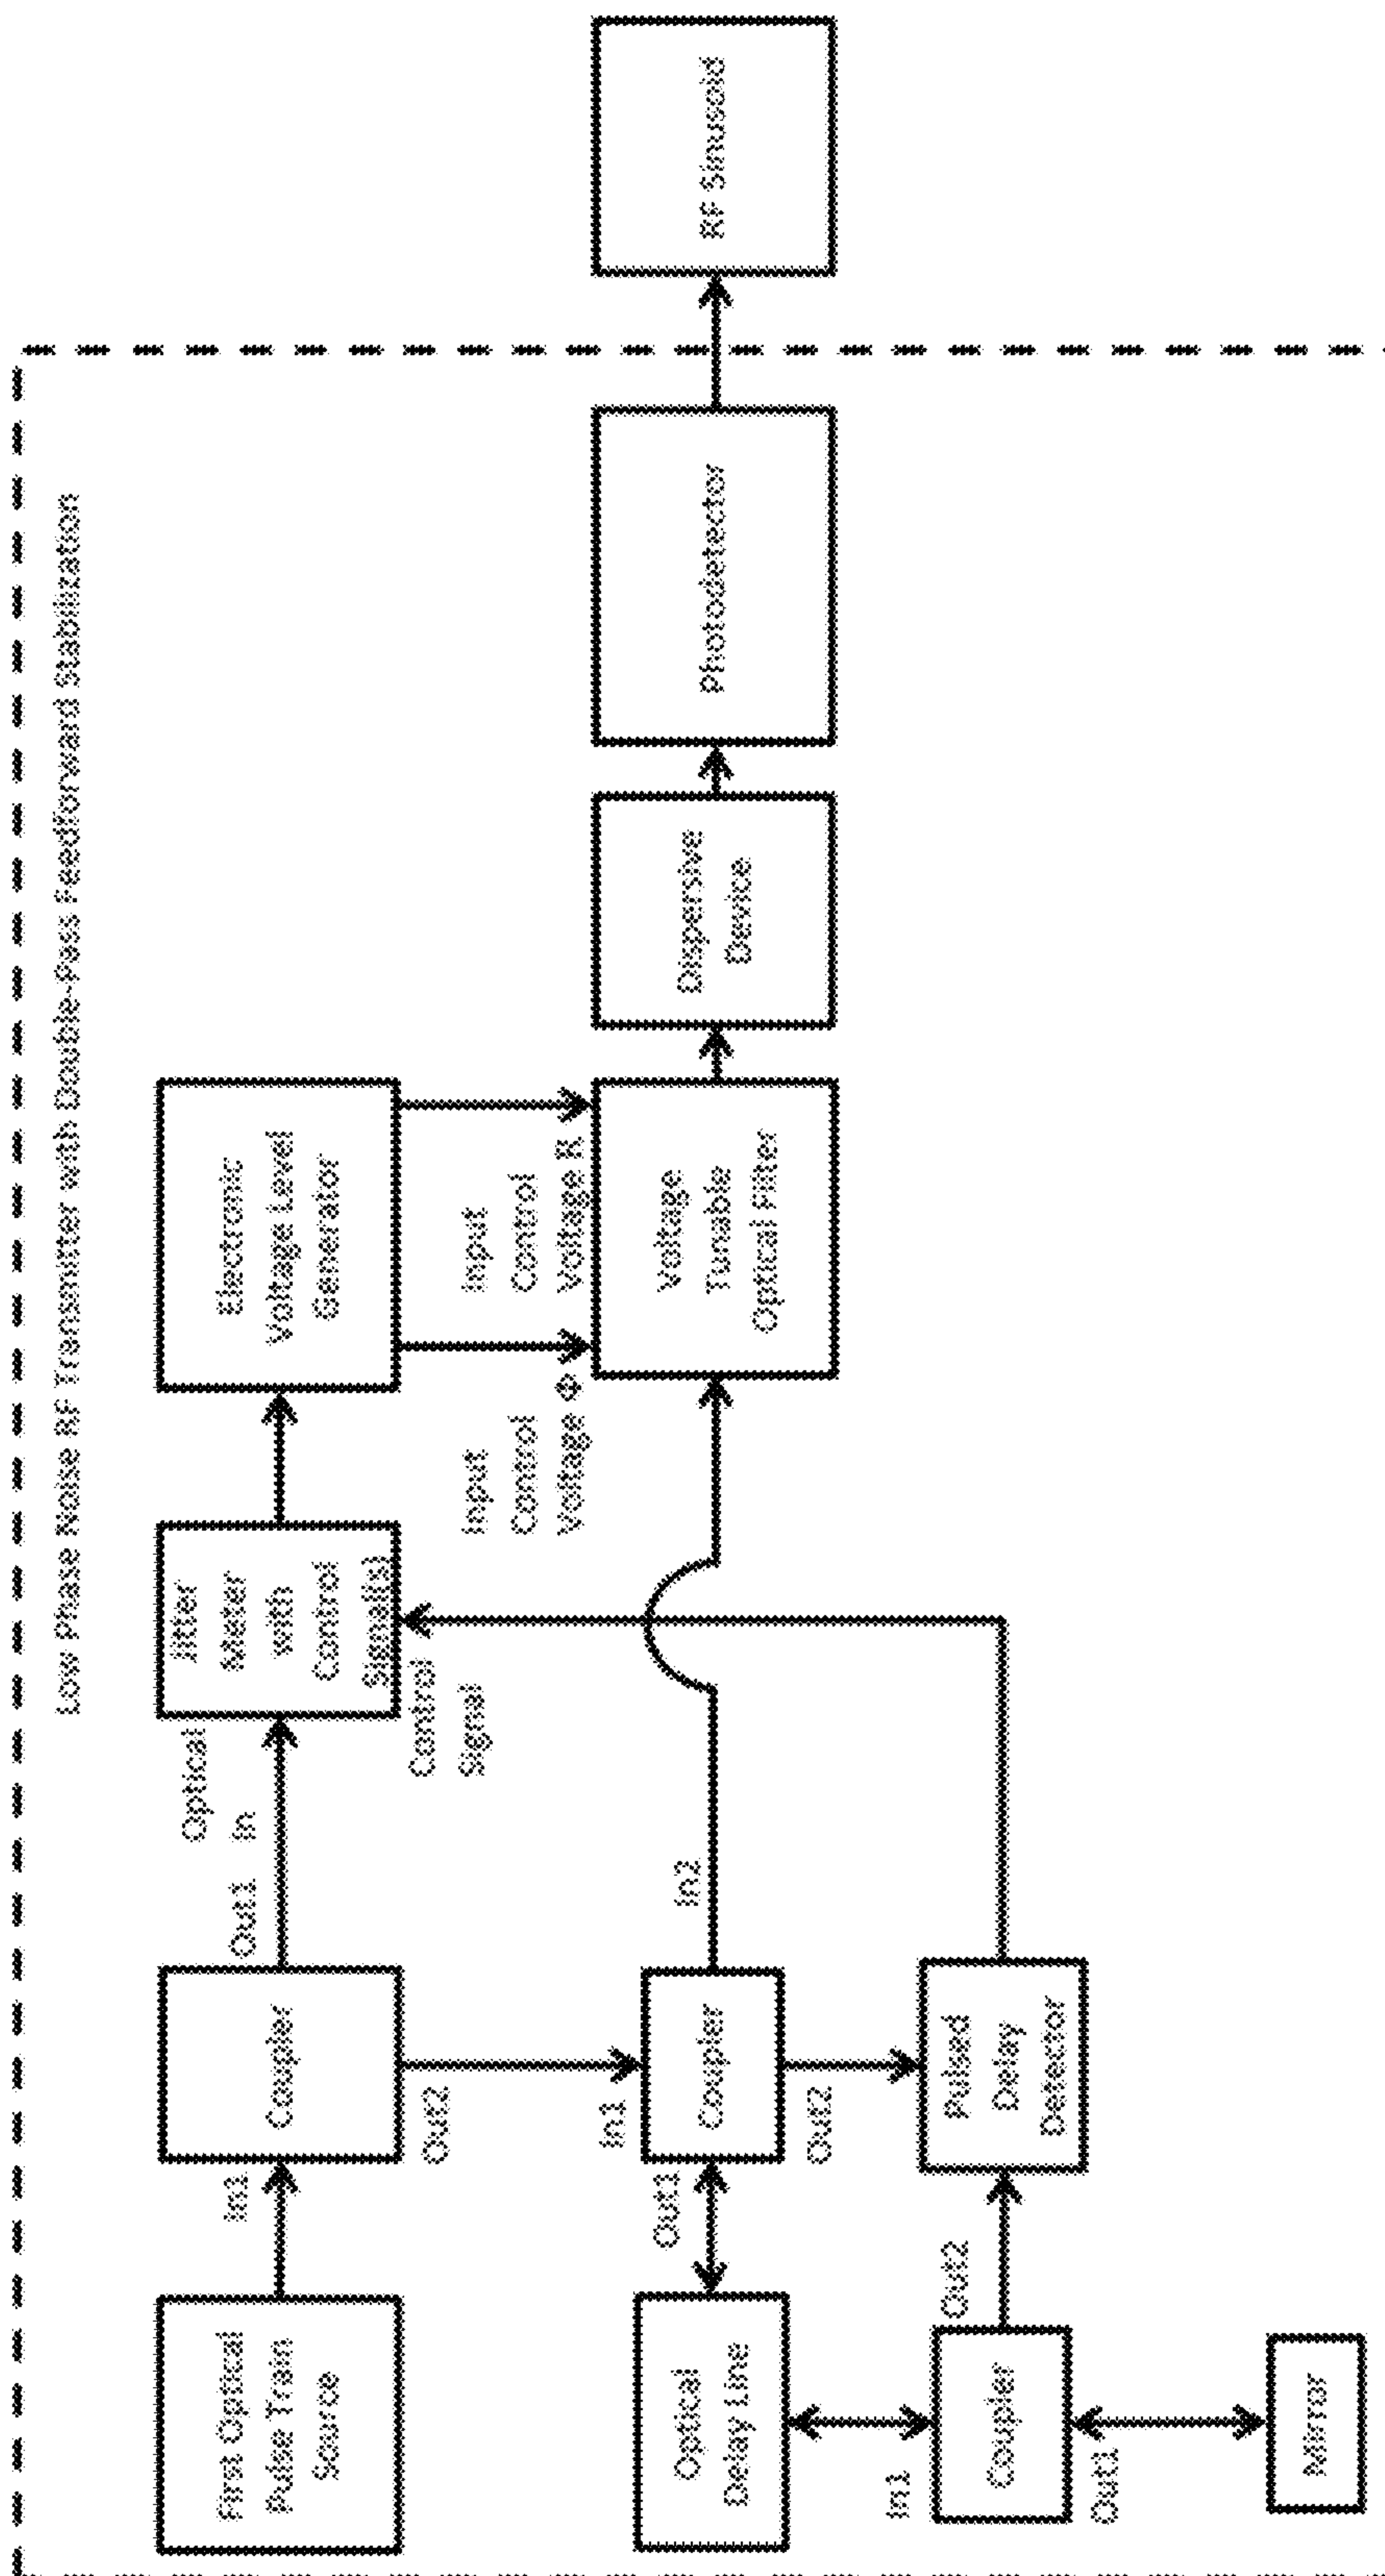 Low Phase Noise RF Transmitter with Double-Pass Feedforward Stabilization
First Optical
Pulse Train
Source
In1
Coupler
Out1
Out2
Optical
In
Jitter
Meter
with
Control
Signal(s)
Control
Signal
Electronic
Voltage Level
Generator
Input
Control
Voltage Φ
Input
Control
Voltage R
Optical
Delay Line
Out1
In1
Coupler
In2
Out2
Voltage
Tunable
Optical Filter
Dispersive
Device
Photodetector
RF Sinusoid
In1
Coupler
Out2
Out1
Pulsed
Delay
Detector
Mirror